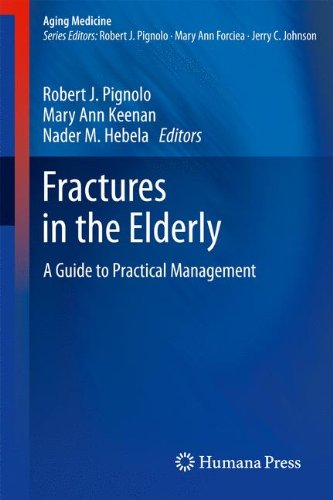 Aging Medicine
Series Editors: Robert J. Pignolo · Mary Ann Forciea · Jerry C. Johnson
Robert J. Pignolo
Mary Ann Keenan
Nader M. Hebela Editors
Fractures
in the Elderly
A Guide to Practical Management
Humana Press